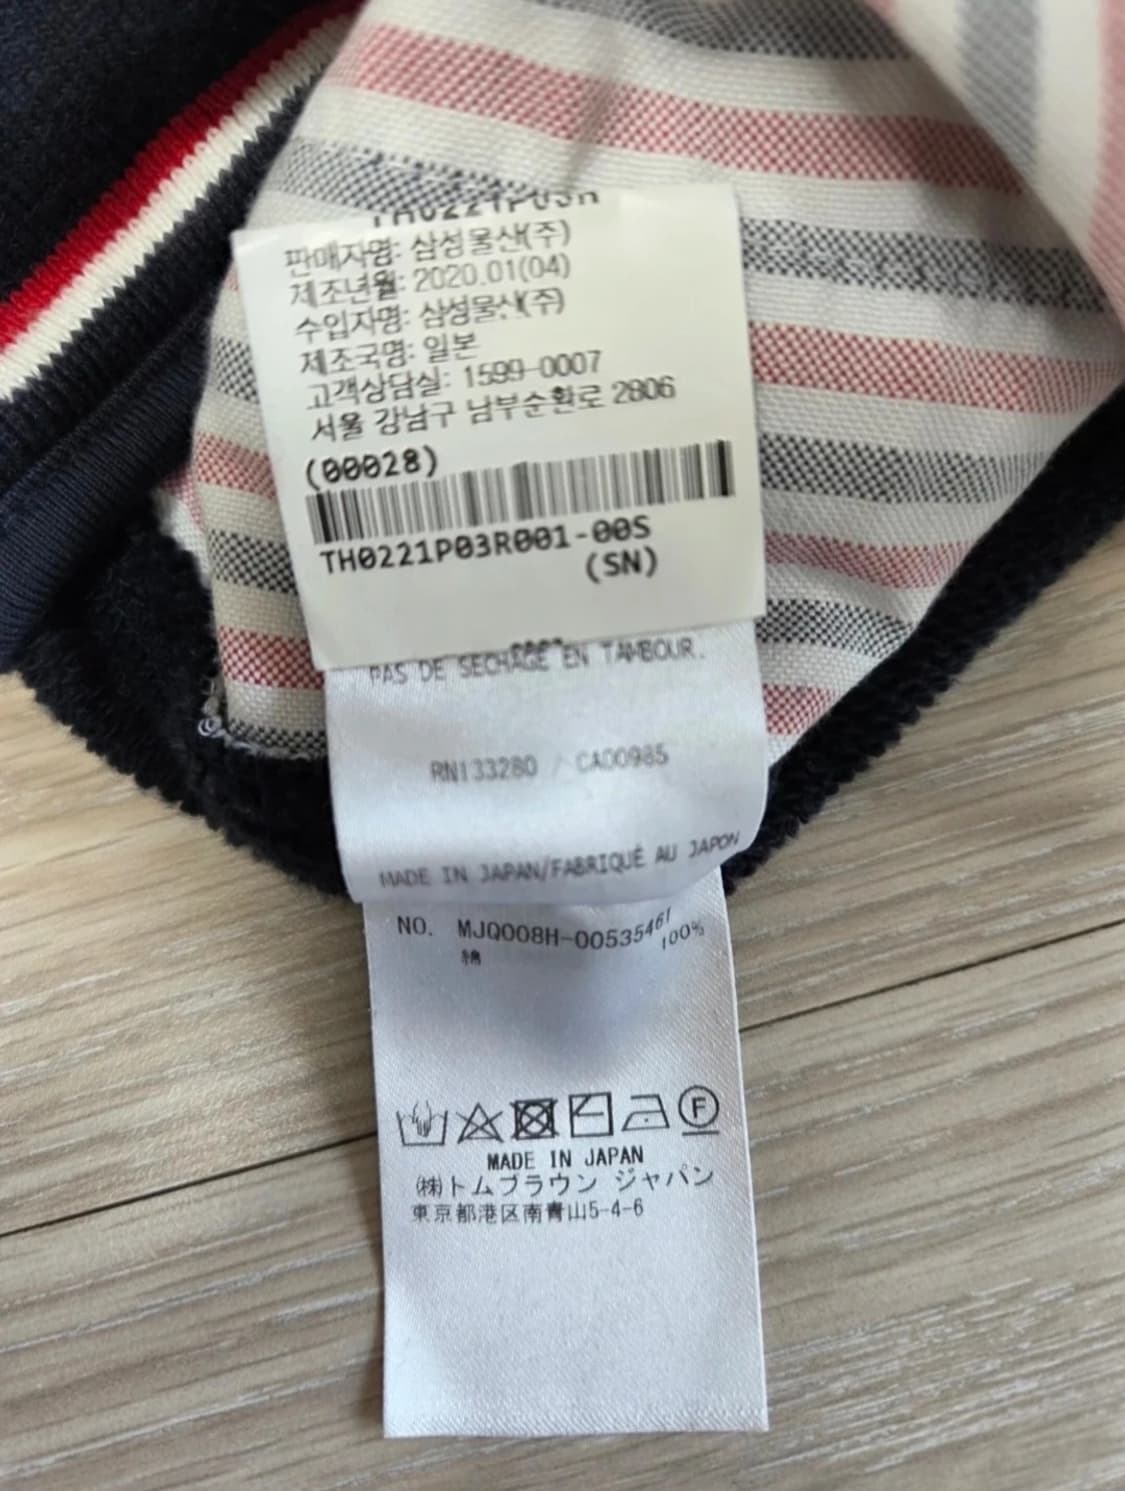 TH0221P03R
판매자명: 삼성물산(주)
제조년월: 2020.01(04)
수입자명: 삼성물산(주)
제조국명: 일본
고객상담실: 1599-0007
서울 강남구 남부순환로 2806
(00028)
TH0221P03R001-00S
(SN)
PAS DE SÉCHAGE EN TAMBOUR.
RN133280 / CA00985
MADE IN JAPAN/FABRIQUÉ AU JAPON
NO. MJQ008H-00535461
綿 100%
F
MADE IN JAPAN
㈱トムブラウン ジャパン
東京都港区南青山5-4-6